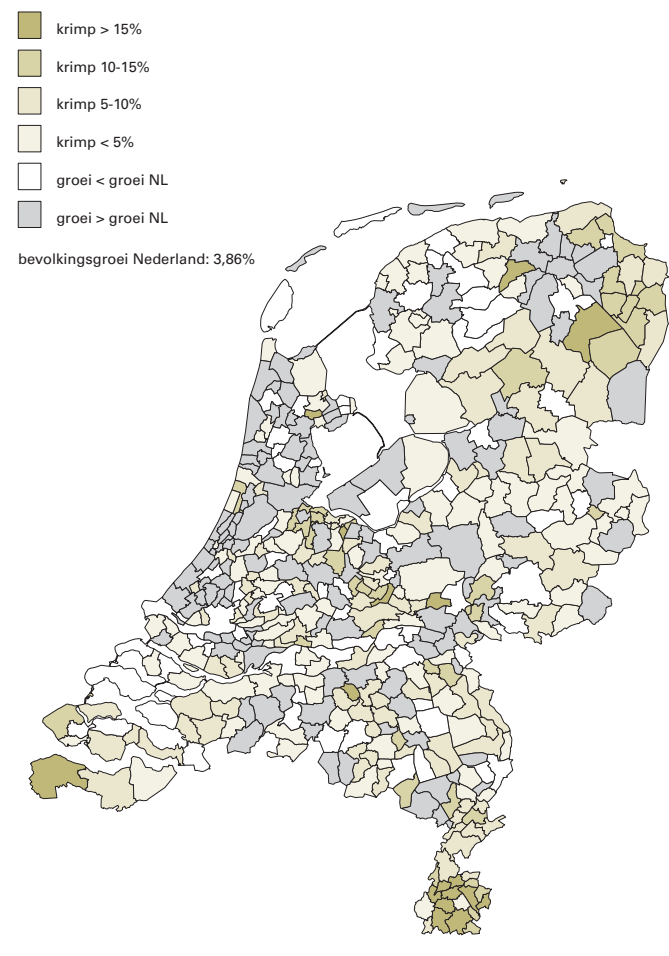 krimp > 15%
krimp 10-15%
krimp 5-10%
krimp < 5%
groei < groei NL
groei > groei NL
bevolkingsgroei Nederland: 3,86%